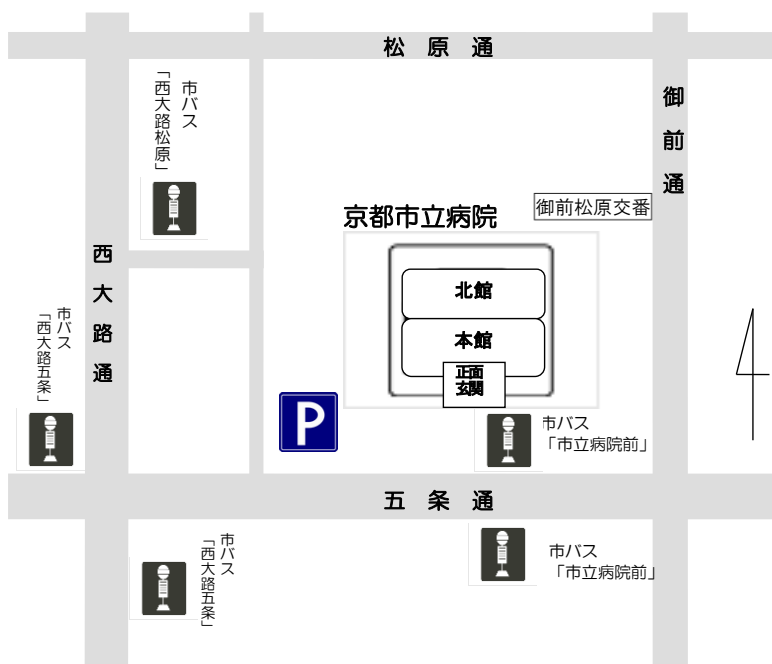 松原通
御前通
市バス
「西大路松原」
京都市立病院
御前松原交番
西大路通
北館
本館
正面
玄関
市バス
「西大路五条」
P
市バス
「市立病院前」
五条通
市バス
「西大路五条」
市バス
「市立病院前」